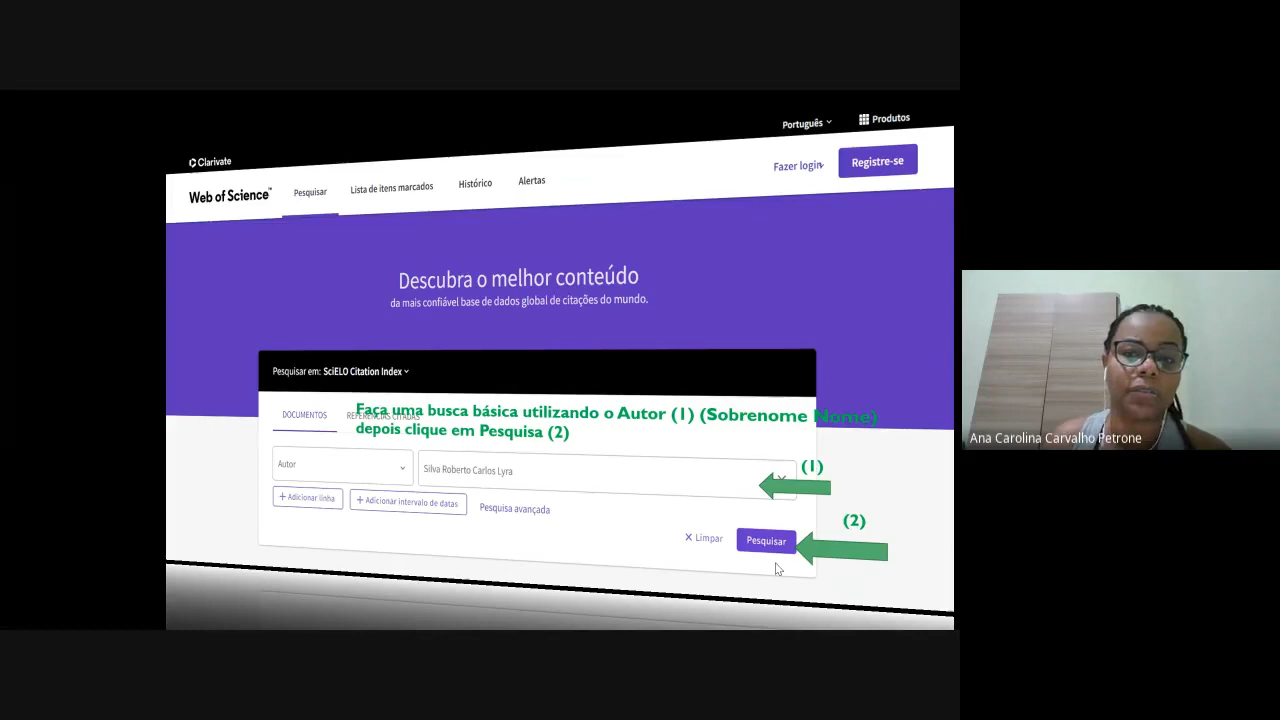 Português
Produtos
Clarivate
Web of Science™
Pesquisar
Lista de itens marcados
Histórico
Alertas
Fazer login
Registre-se
Descubra o melhor conteúdo
da mais confiável base de dados global de citações do mundo.
Pesquisar em: SciELO Citation Index
DOCUMENTOS
REFERÊNCIAS CITADAS
Faça uma busca básica utilizando o Autor (1) (Sobrenome Nome)
depois clique em Pesquisa (2)
Autor
Silva Roberto Carlos Lyra
(1)
+ Adicionar linha
+ Adicionar intervalo de datas
Pesquisa avançada
(2)
× Limpar
Pesquisar
Ana Carolina Carvalho Petrone